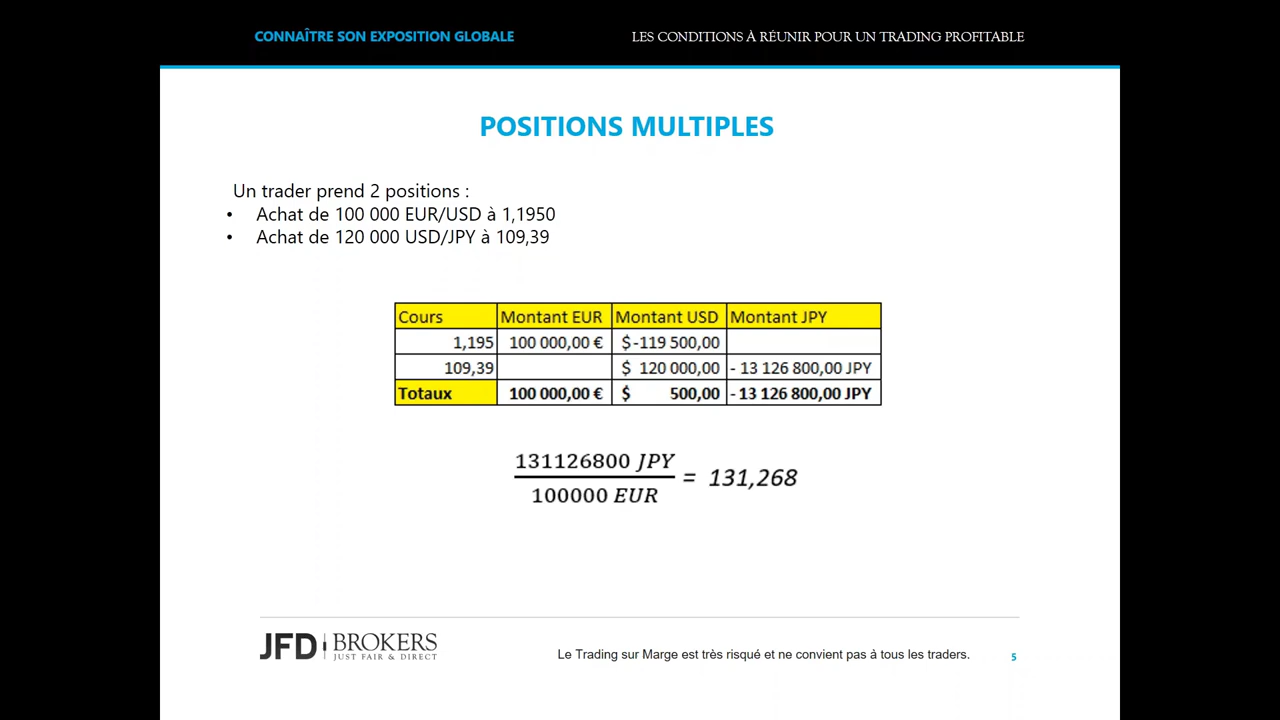 CONNAÎTRE SON EXPOSITION GLOBALE
LES CONDITIONS À RÉUNIR POUR UN TRADING PROFITABLE
POSITIONS MULTIPLES
Un trader prend 2 positions :
• Achat de 100 000 EUR/USD à 1,1950
• Achat de 120 000 USD/JPY à 109,39
Cours Montant EUR Montant USD Montant JPY
1,195 100 000,00 € $ -119 500,00
109,39 $ 120 000,00 - 13 126 800,00 JPY
Totaux 100 000,00 € $ 500,00 - 13 126 800,00 JPY
131126800 JPY
100000 EUR
= 131,268
JFD BROKERS
JUST FAIR & DIRECT
Le Trading sur Marge est très risqué et ne convient pas à tous les traders.
5